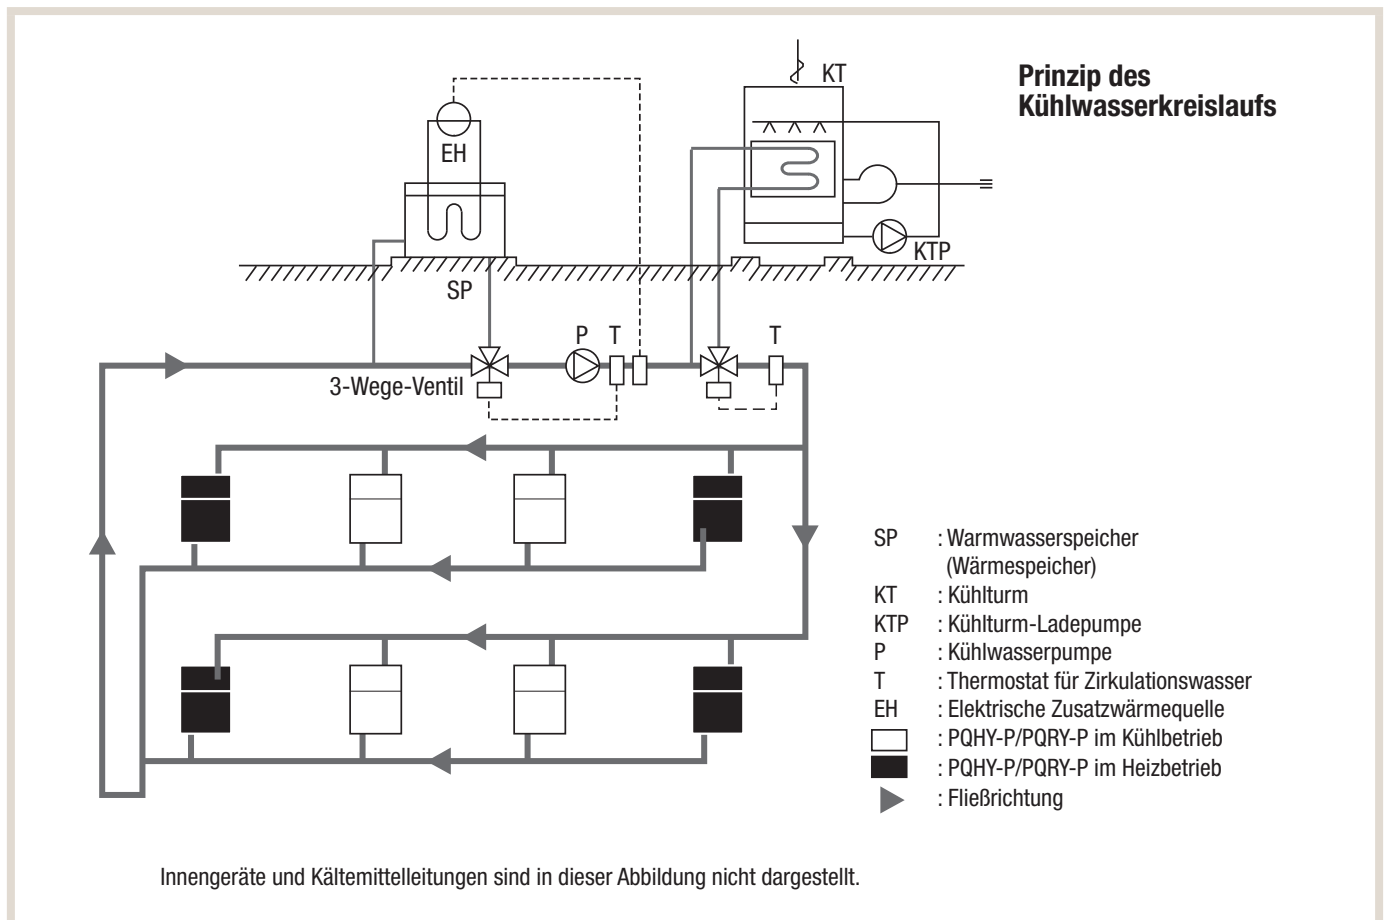 Prinzip des
Kühlwasserkreislaufs
KT
EH
KTP
SP
P
T
T
3-Wege-Ventil
SP : Warmwasserspeicher
(Wärmespeicher)
KT : Kühlturm
KTP : Kühlturm-Ladepumpe
P : Kühlwasserpumpe
T : Thermostat für Zirkulationswasser
EH : Elektrische Zusatzwärmequelle
: PQHY-P/PQRY-P im Kühlbetrieb
: PQHY-P/PQRY-P im Heizbetrieb
: Fließrichtung
Innengeräte und Kältemittelleitungen sind in dieser Abbildung nicht dargestellt.